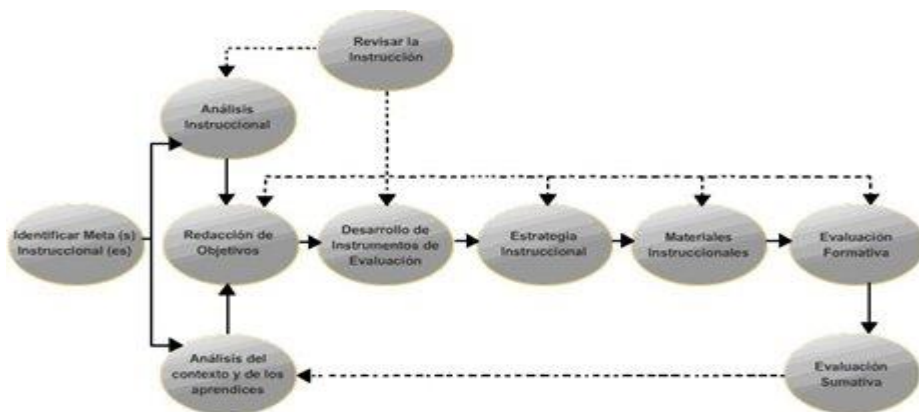 Revisar la
Instrucción
Análisis
Instruccional
Identificar Meta (s)
Instruccional (es)
Redacción de
Objetivos
Desarrollo de
Instrumentos de
Evaluación
Estrategia
Instruccional
Materiales
Instruccionales
Evaluación
Formativa
Análisis del
contexto y de los
aprendices
Evaluación
Sumativa